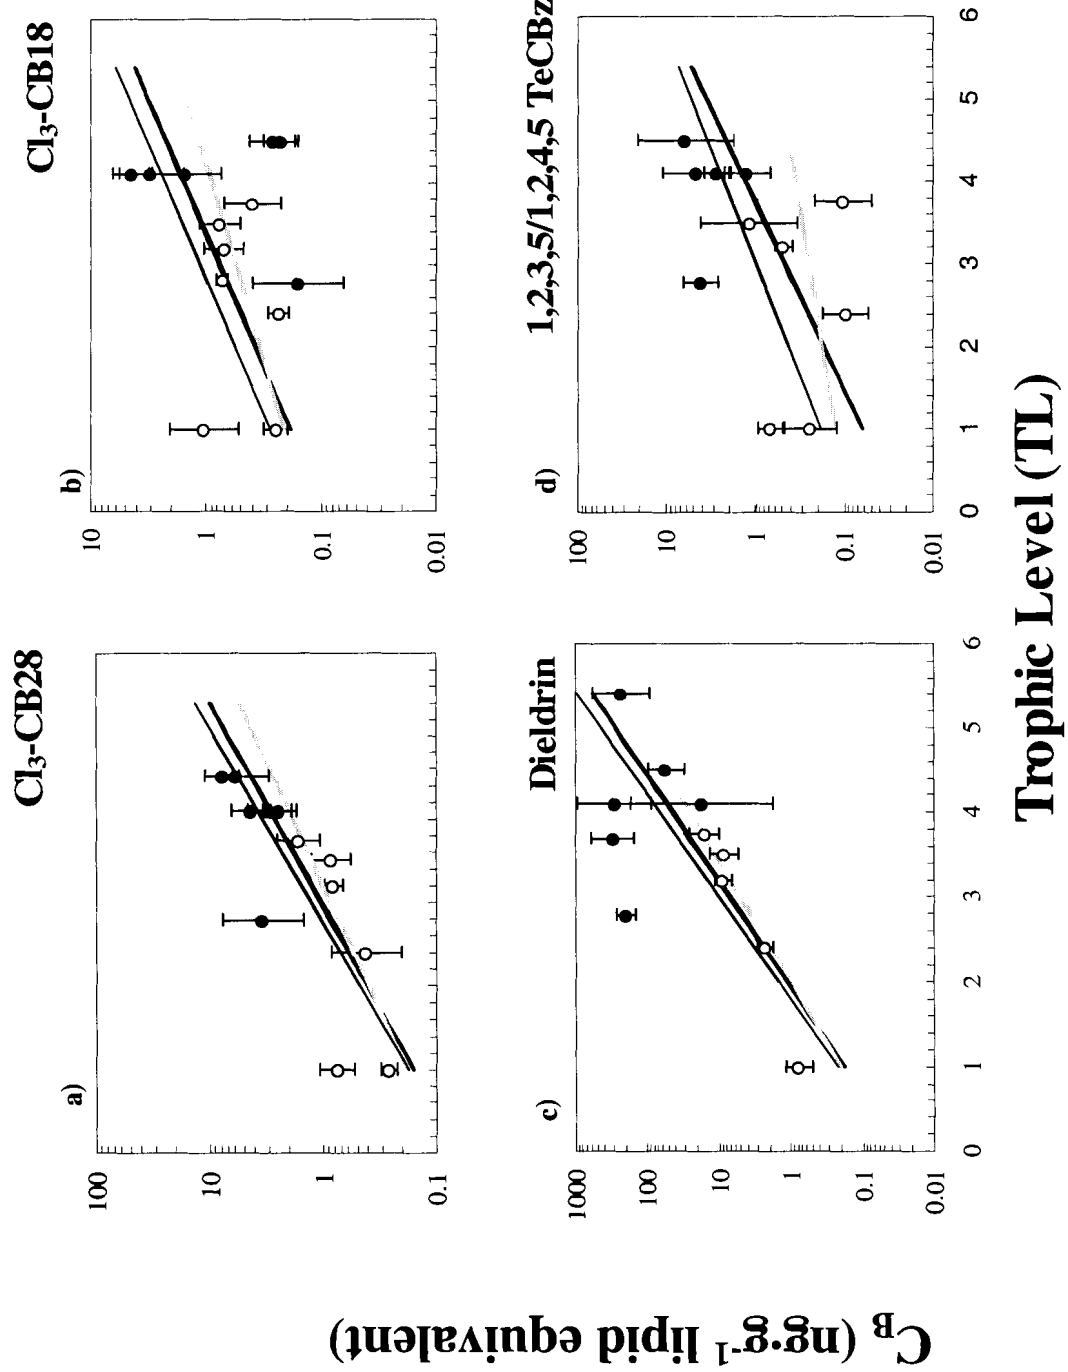 Cl3-CB28
a)
100
10
1
0.1
Cl3-CB18
b)
10
1
0.1
0.01
Dieldrin
c)
1000
100
10
1
0.1
0.01
0 1 2 3 4 5 6
1,2,3,5/1,2,4,5 TeCBz
d)
100
10
1
0.1
0.01
0 1 2 3 4 5 6
CB (ng·g-1 lipid equivalent)
Trophic Level (TL)